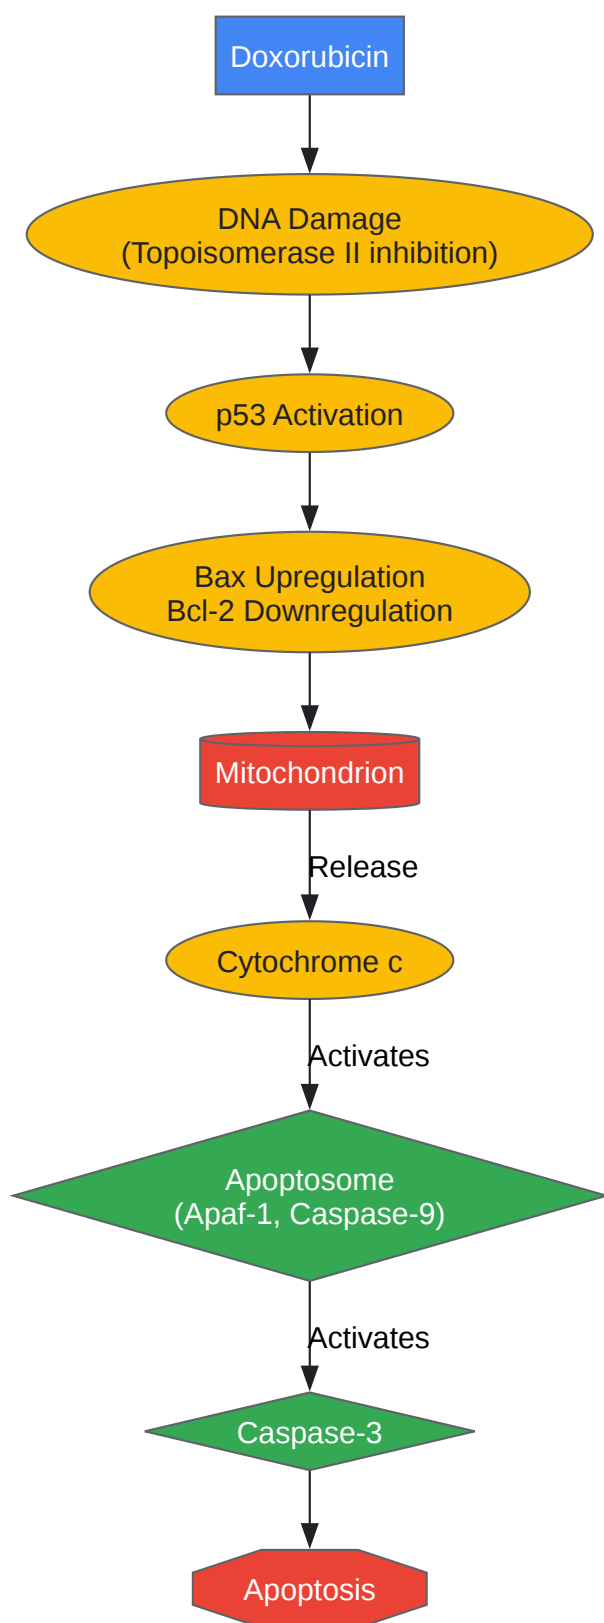 Doxorubicin
DNA Damage
(Topoisomerase II inhibition)
p53 Activation
Bax Upregulation
Bcl-2 Downregulation
Mitochondrion
Release
Cytochrome c
Activates
Apoptosome
(Apaf-1, Caspase-9)
Activates
Caspase-3
Apoptosis